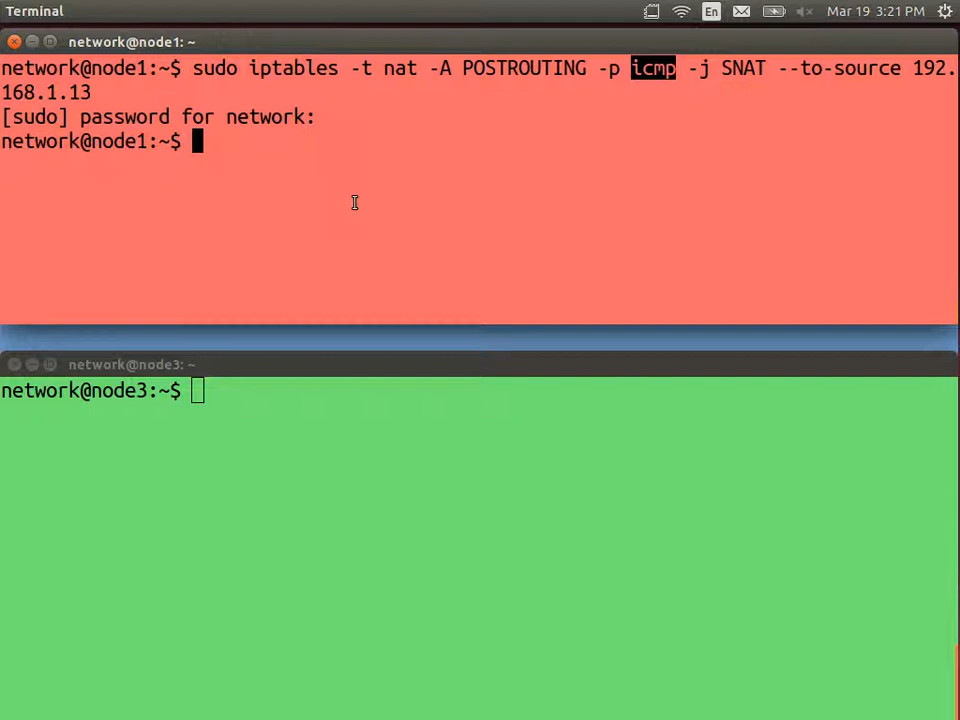 Terminal
En
Mar 19 3:21 PM
network@node1: ~
network@node1:~$ sudo iptables -t nat -A POSTROUTING -p icmp -j SNAT --to-source 192.
168.1.13
[sudo] password for network:
network@node1:~$
network@node3: ~
network@node3:~$